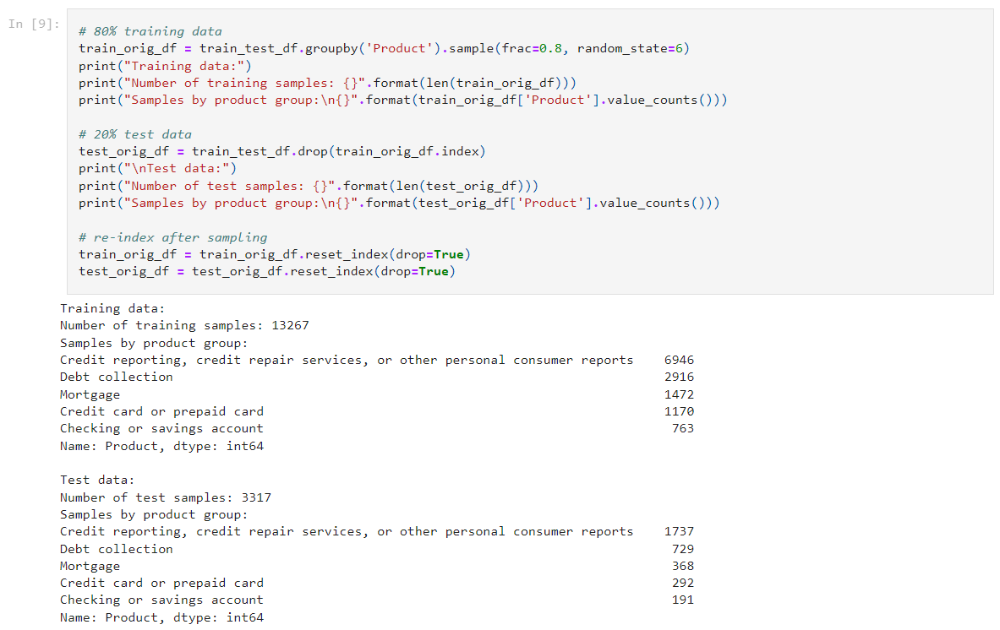 In [9]:
# 80% training data
train_orig_df = train_test_df.groupby('Product').sample(frac=0.8, random_state=6)
print("Training data:")
print("Number of training samples: {}".format(len(train_orig_df)))
print("Samples by product group:\n{}".format(train_orig_df['Product'].value_counts()))

# 20% test data
test_orig_df = train_test_df.drop(train_orig_df.index)
print("\nTest data:")
print("Number of test samples: {}".format(len(test_orig_df)))
print("Samples by product group:\n{}".format(test_orig_df['Product'].value_counts()))

# re-index after sampling
train_orig_df = train_orig_df.reset_index(drop=True)
test_orig_df = test_orig_df.reset_index(drop=True)
Training data:
Number of training samples: 13267
Samples by product group:
Credit reporting, credit repair services, or other personal consumer reports    6946
Debt collection                                                                 2916
Mortgage                                                                        1472
Credit card or prepaid card                                                     1170
Checking or savings account                                                      763
Name: Product, dtype: int64

Test data:
Number of test samples: 3317
Samples by product group:
Credit reporting, credit repair services, or other personal consumer reports    1737
Debt collection                                                                  729
Mortgage                                                                         368
Credit card or prepaid card                                                      292
Checking or savings account                                                      191
Name: Product, dtype: int64